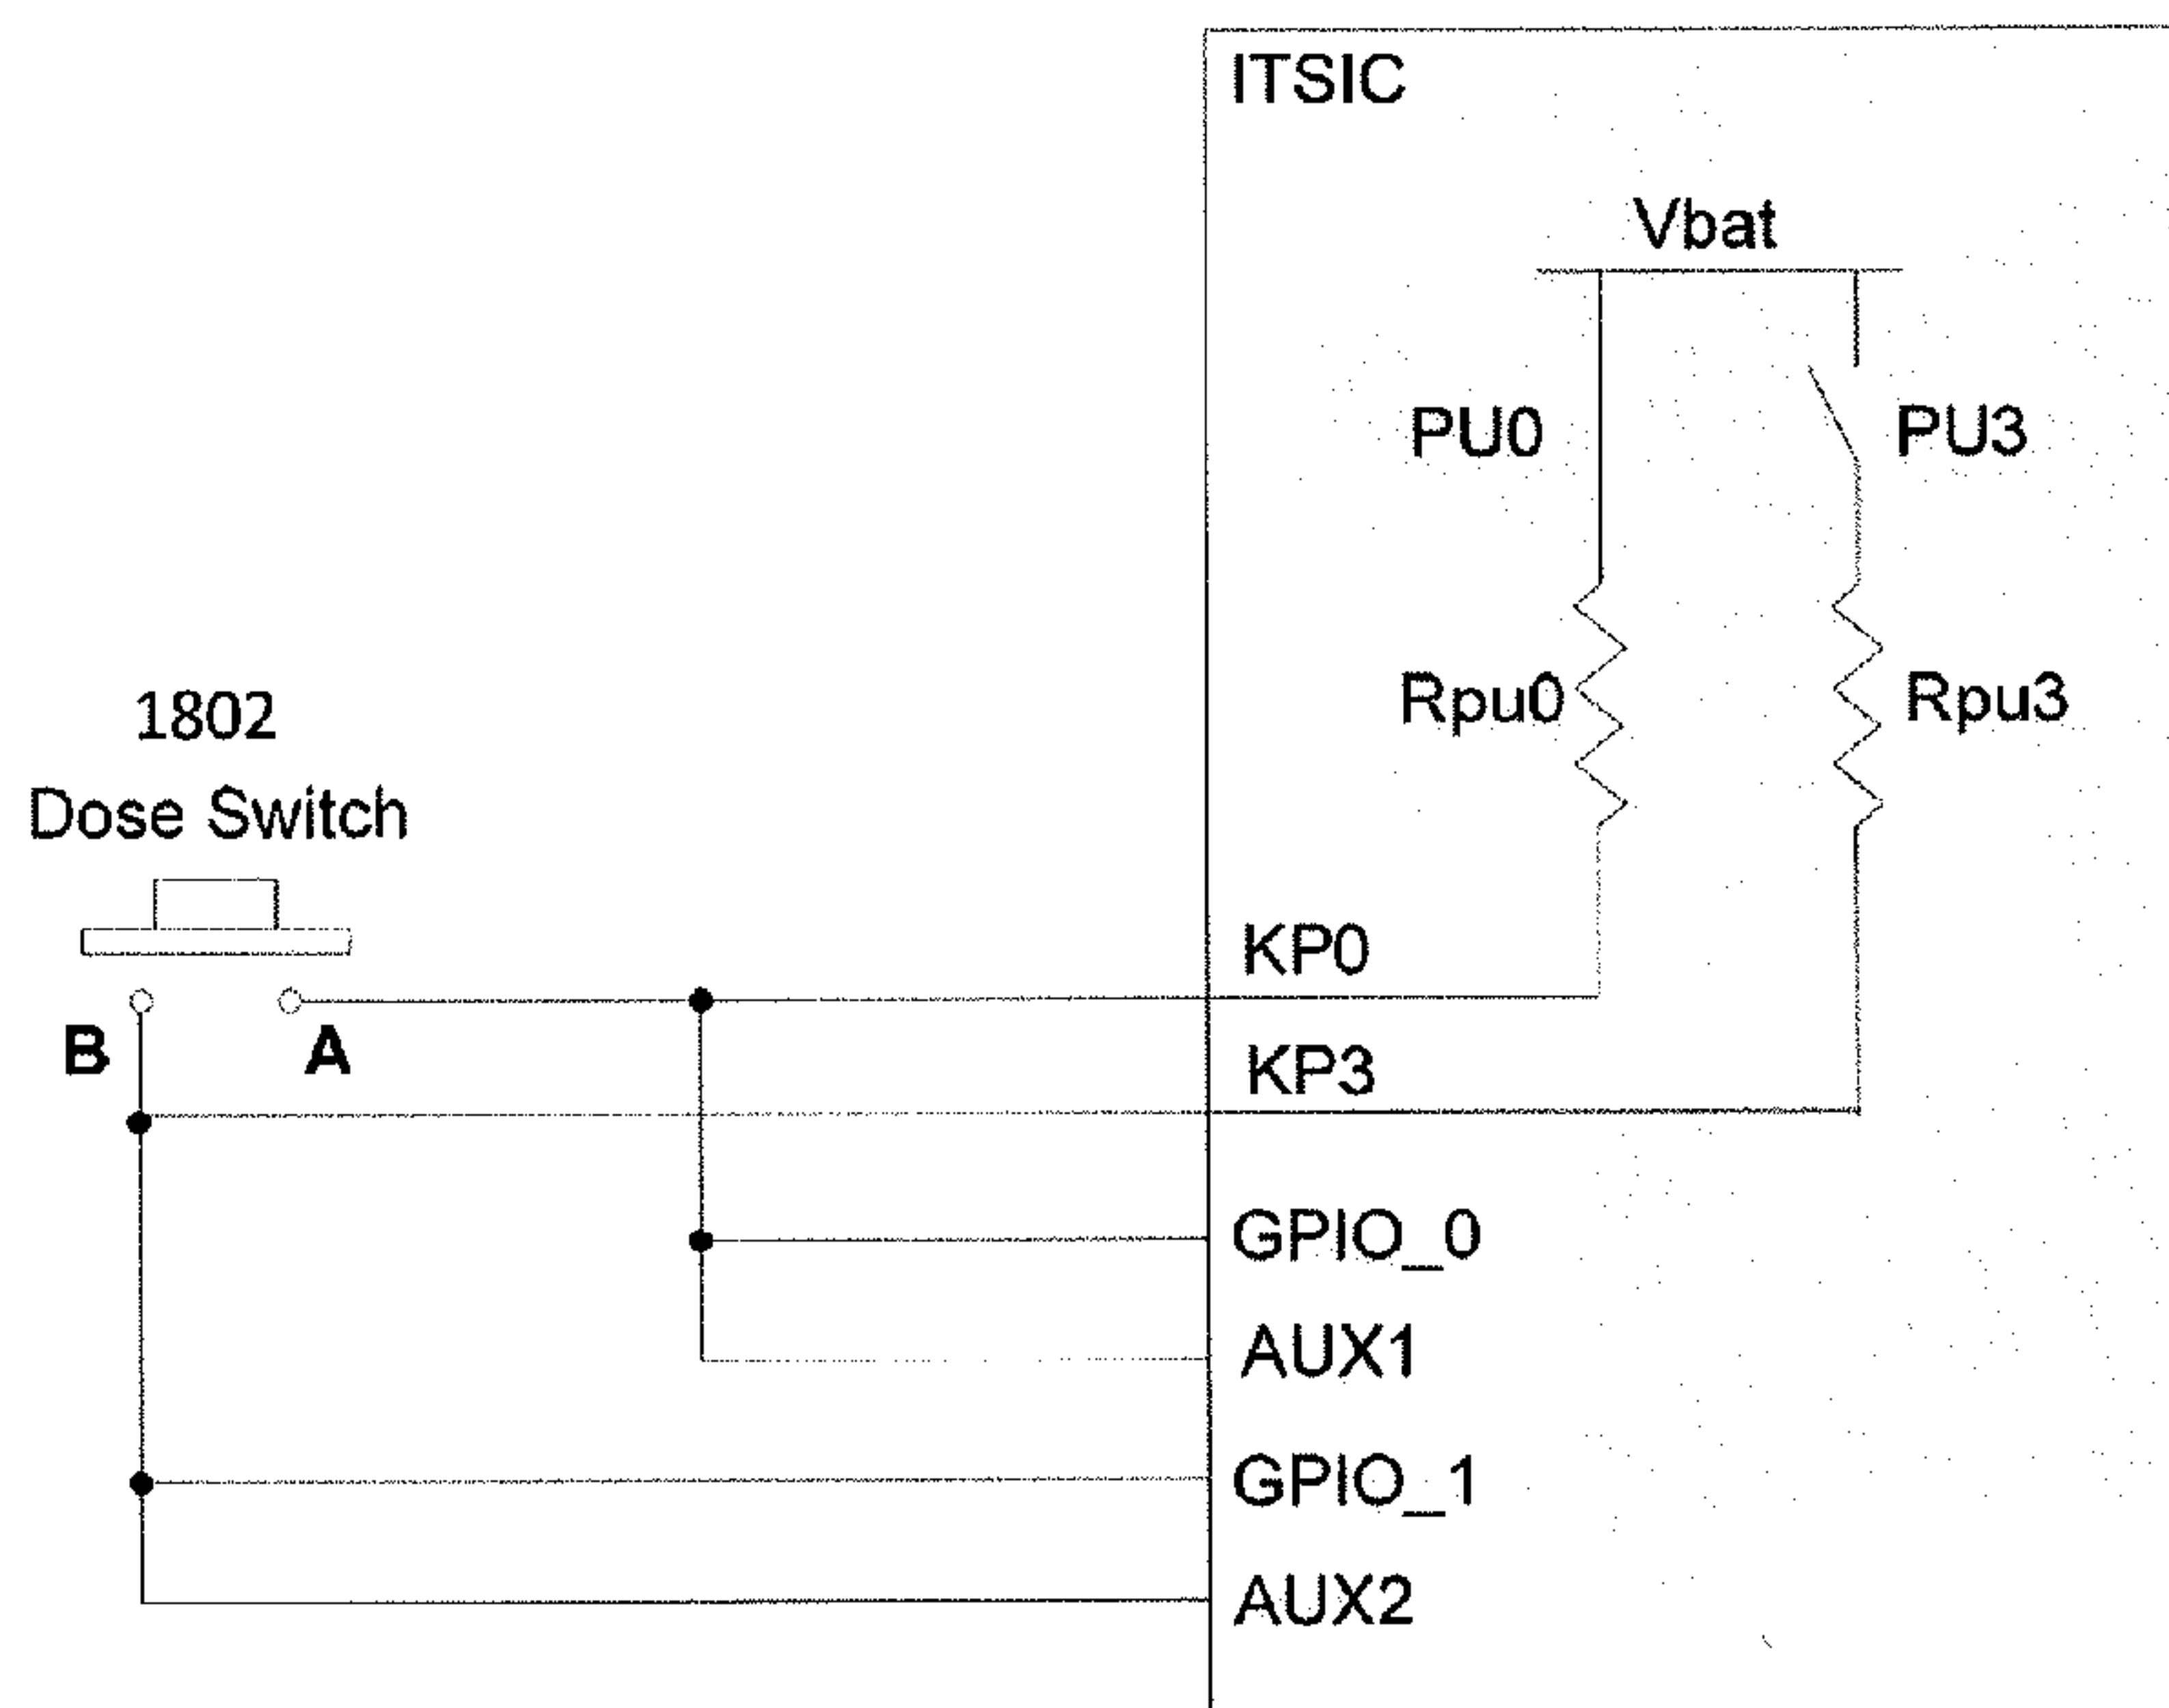 ITSIC
Vbat
PU0
PU3
Rpu0
Rpu3
1802
Dose Switch
KP0
B
A
KP3
GPIO_0
AUX1
GPIO_1
AUX2